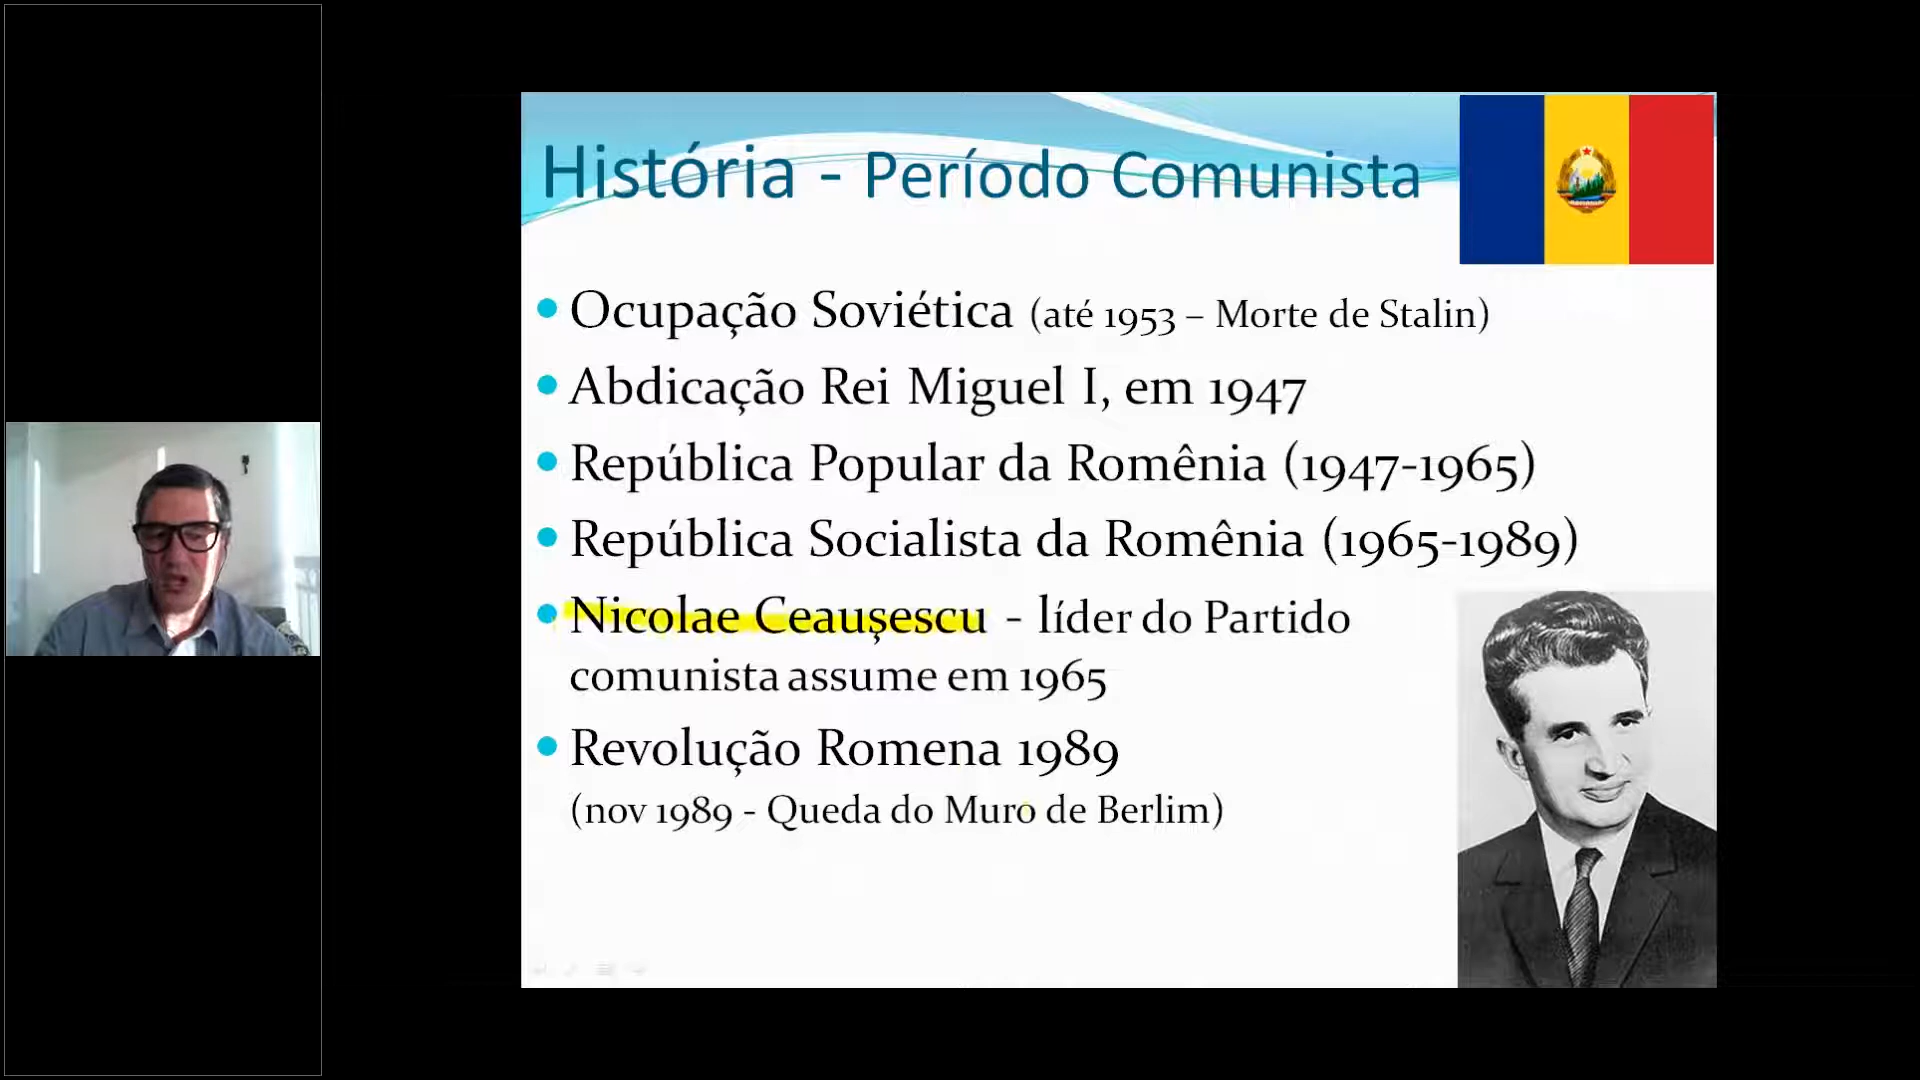 História - Período Comunista
Ocupação Soviética (até 1953 – Morte de Stalin)
Abdicação Rei Miguel I, em 1947
República Popular da Romênia (1947-1965)
República Socialista da Romênia (1965-1989)
Nicolae Ceaușescu - líder do Partido
comunista assume em 1965
Revolução Romena 1989
(nov 1989 - Queda do Muro de Berlim)